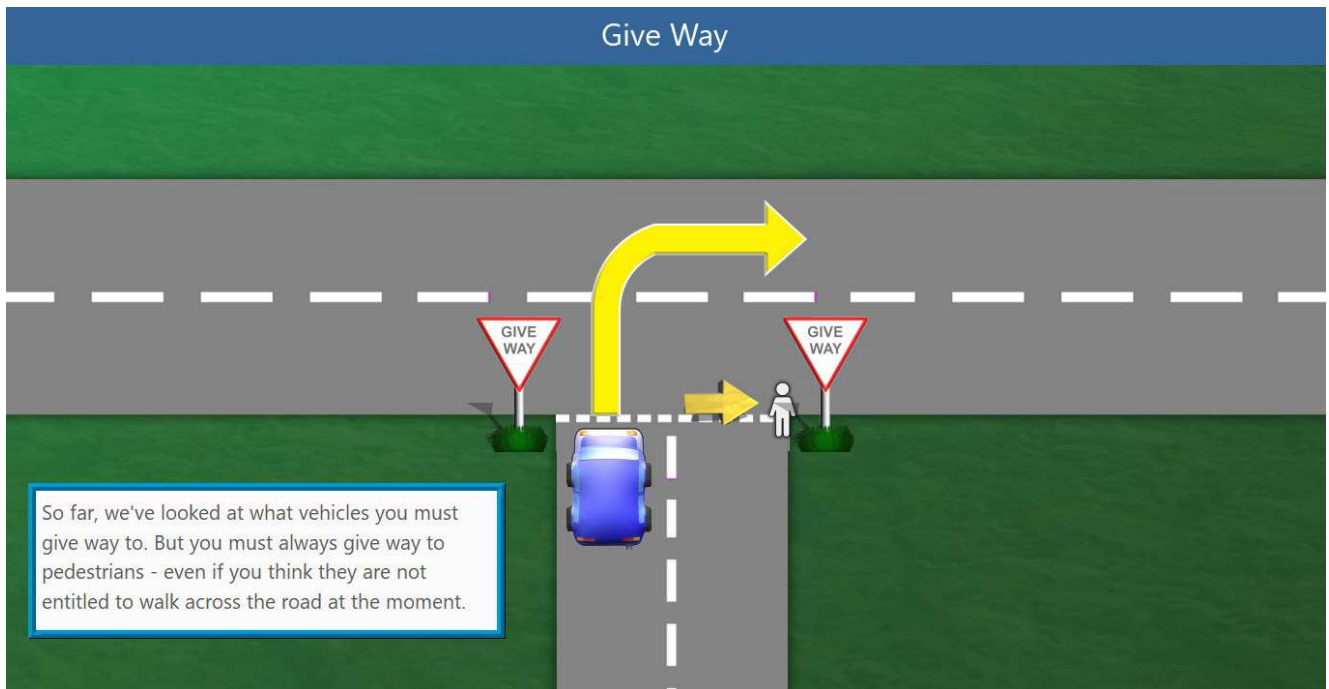 Give Way
GIVE
WAY
GIVE
WAY
So far, we've looked at what vehicles you must
give way to. But you must always give way to
pedestrians - even if you think they are not
entitled to walk across the road at the moment.